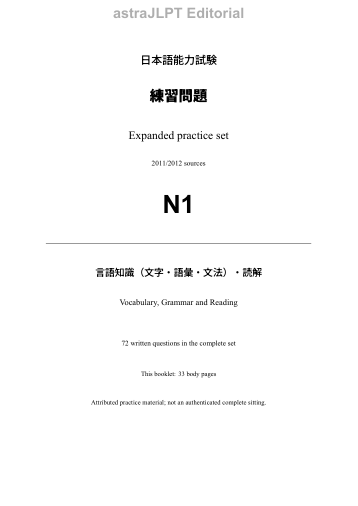 astraJLPT Editorial
日本語能力試験
練習問題
Expanded practice set
2011/2012 sources
N1
言語知識（文字・語彙・文法）・読解
Vocabulary, Grammar and Reading
72 written questions in the complete set
This booklet: 33 body pages
Attributed practice material; not an authenticated complete sitting.